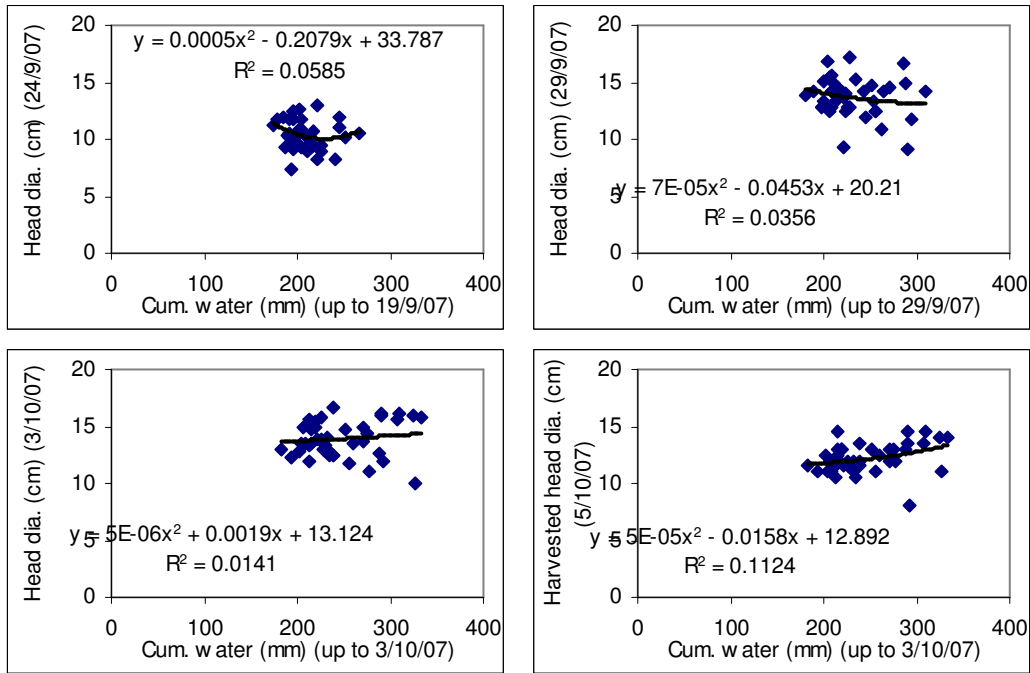 20
15
10
5
0
0 100 200 300 400
Head dia. (cm) (24/9/07)
y = 0.0005x² - 0.2079x + 33.787
R² = 0.0585
Cum. water (mm) (up to 19/9/07)
20
15
10
5
0
0 100 200 300 400
Head dia. (cm) (29/9/07)
y = 7E-05x² - 0.0453x + 20.21
R² = 0.0356
Cum. water (mm) (up to 29/9/07)
20
15
10
5
0
0 100 200 300 400
Head dia. (cm) (3/10/07)
y = 5E-06x² + 0.0019x + 13.124
R² = 0.0141
Cum. water (mm) (up to 3/10/07)
20
15
10
5
0
0 100 200 300 400
Harvested head dia. (cm)
(5/10/07)
y = 5E-05x² - 0.0158x + 12.892
R² = 0.1124
Cum. water (mm) (up to 3/10/07)